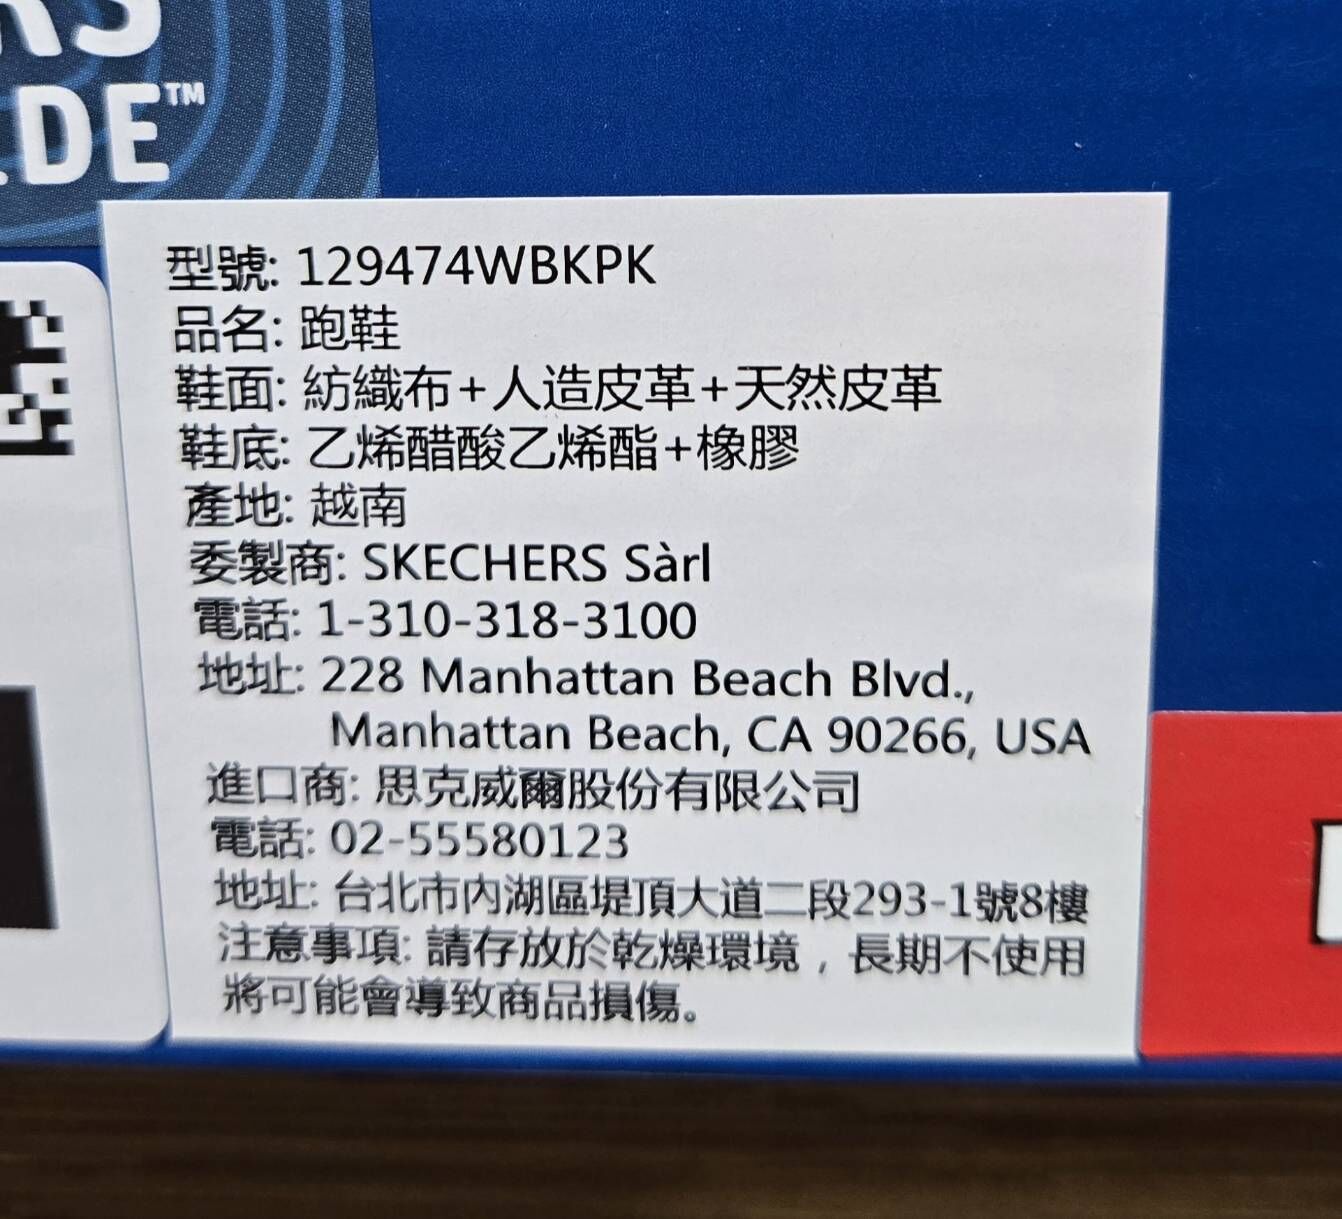 DE™
型號: 129474WBKPK
品名: 跑鞋
鞋面: 紡織布+人造皮革+天然皮革
鞋底: 乙烯醋酸乙烯酯+橡膠
產地: 越南
委製商: SKECHERS Sàrl
電話: 1-310-318-3100
地址: 228 Manhattan Beach Blvd.,
Manhattan Beach, CA 90266, USA
進口商: 思克威爾股份有限公司
電話: 02-55580123
地址: 台北市內湖區堤頂大道二段293-1號8樓
注意事項: 請存放於乾燥環境，長期不使用
將可能會導致商品損傷。